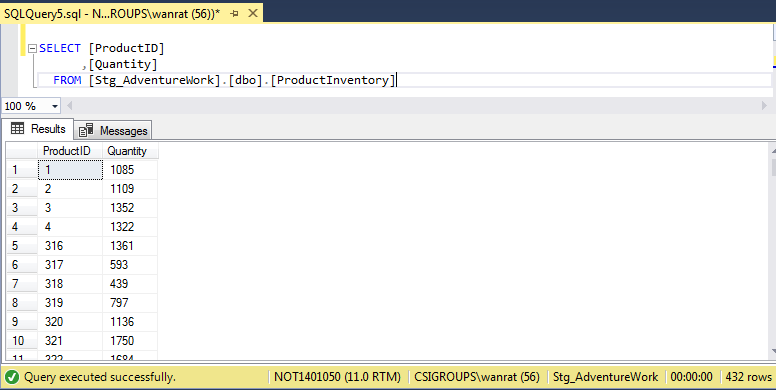 SQLQuery5.sql - N...ROUPS\wanrat (56))*
SELECT [ProductID]
,[Quantity]
FROM [Stg_AdventureWork].[dbo].[ProductInventory]
100 %
Results Messages
ProductID Quantity
1 1 1085
2 2 1109
3 3 1352
4 4 1322
5 316 1361
6 317 593
7 318 439
8 319 797
9 320 1136
10 321 1750
11 322 1684
Query executed successfully. NOT1401050 (11.0 RTM) CSIGROUPS\wanrat (56) Stg_AdventureWork 00:00:00 432 rows